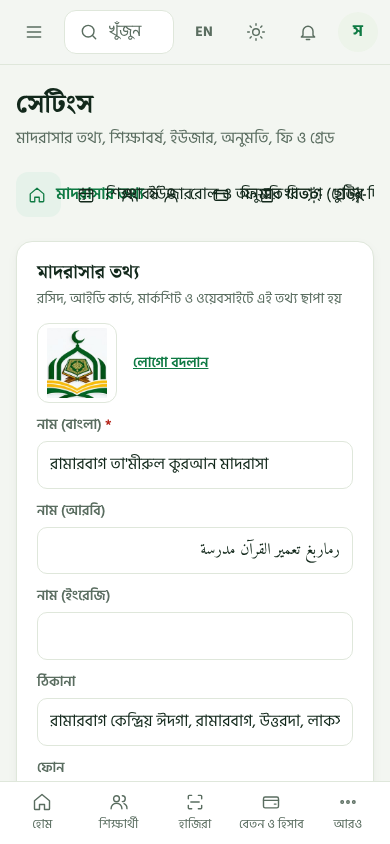 খুঁজুন
EN
স
সেটিংস
মাদরাসার তথ্য, শিক্ষাবর্ষ, ইউজার, অনুমতি, ফি ও গ্রেড
মাদরাসার তথ্য
রসিদ, আইডি কার্ড, মার্কশিট ও ওয়েবসাইটে এই তথ্য ছাপা হয়
লোগো বদলান
নাম (বাংলা) *
রামারবাগ তা'মীরুল কুরআন মাদরাসা
নাম (আরবি)
رماربغ تعمير القرآن مدرسة
নাম (ইংরেজি)
ঠিকানা
রামারবাগ কেন্দ্রিয় ঈদগা, রামারবাগ, উত্তরদা,
ফোন
হোম
শিক্ষার্থী
হাজিরা
বেতন ও হিসাব
আরও